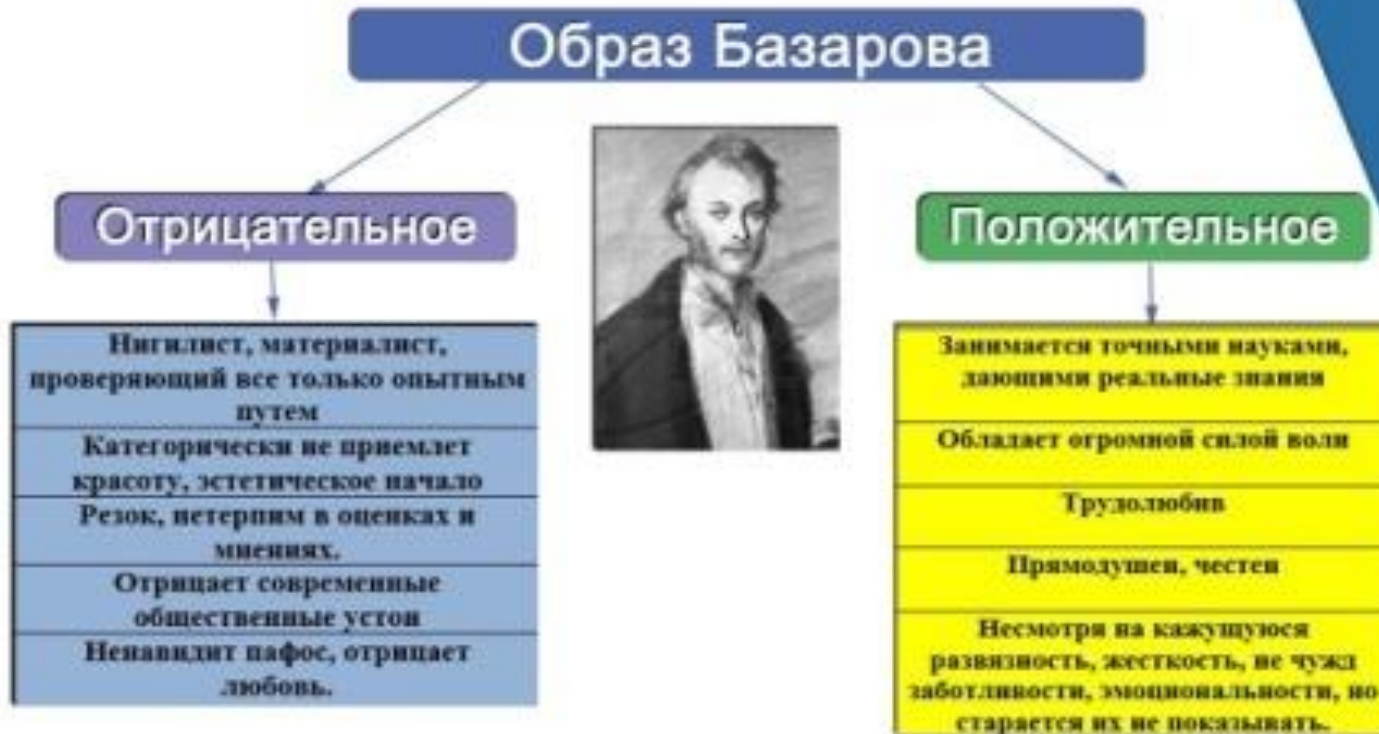 Образ Базарова
Отрицательное
Нигилист, материалист,
проверяющий все только опытным
путем
Категорически не приемлет
красоту, эстетическое начало
Резок, нетерпим в оценках и
мнениях.
Отрицает современные
общественные устои
Ненавидит пафос, отрицает
любовь.
Положительное
Занимается точными науками,
дающими реальные знания
Обладает огромной силой воли
Трудолюбив
Прямодушен, честен
Несмотря на кажущуюся
развязность, жесткость, не чужд
заботливости, эмоциональности, но
старается их не показывать.